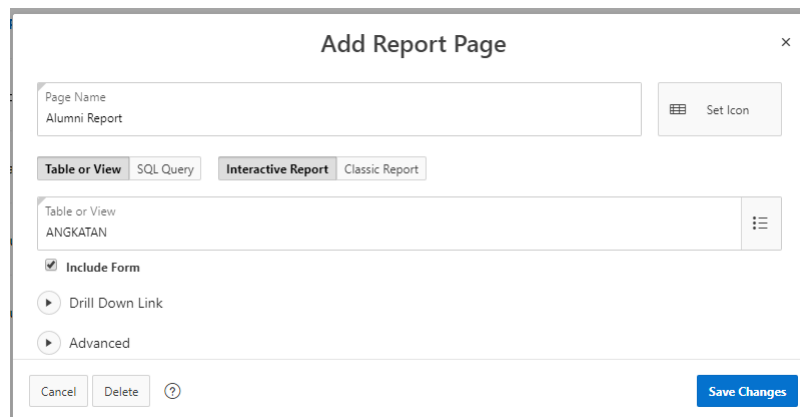 Add Report Page
Page Name
Alumni Report
Set Icon
Table or View SQL Query Interactive Report Classic Report
Table or View
ANGKATAN
Include Form
Drill Down Link
Advanced
Cancel Delete ? Save Changes